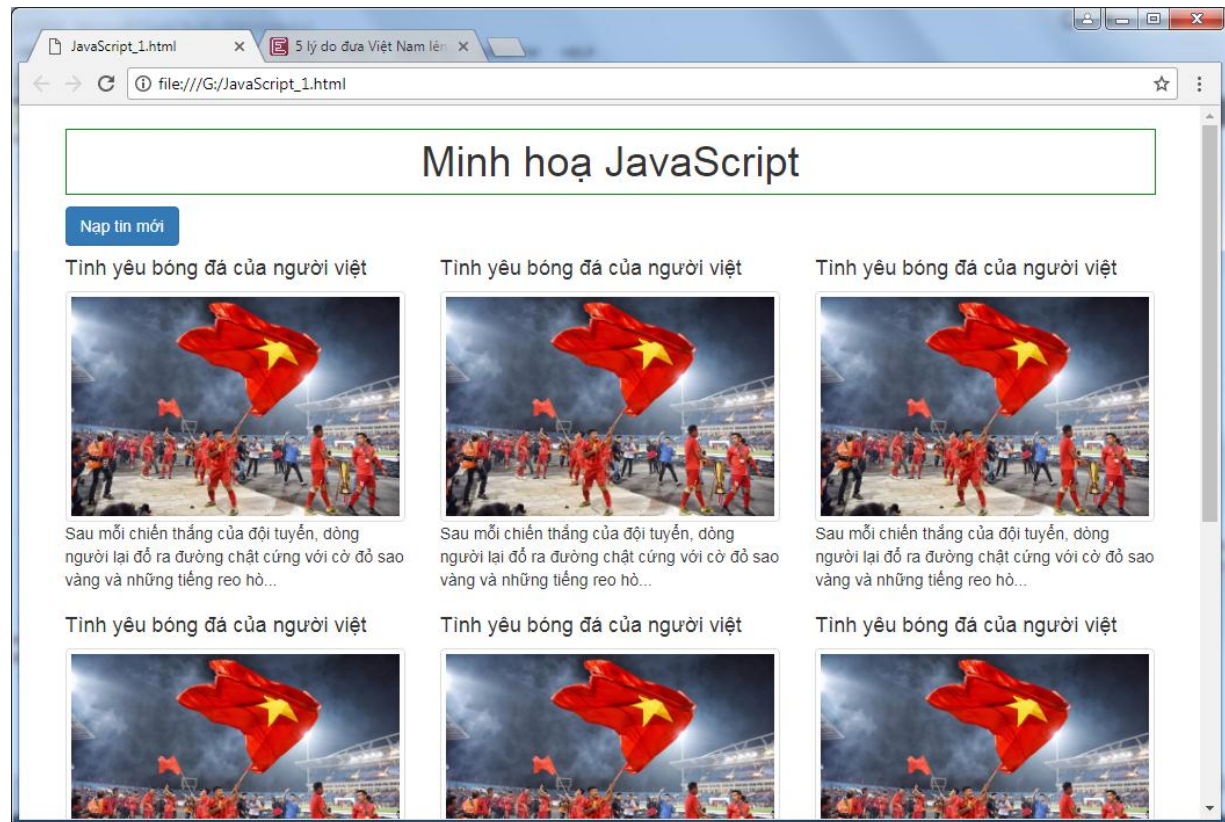 JavaScript_1.html
5 lý do đưa Việt Nam lên
file:///G:/JavaScript_1.html
Minh hoạ JavaScript
Nạp tin mới
Tình yêu bóng đá của người việt
Tình yêu bóng đá của người việt
Tình yêu bóng đá của người việt
Sau mỗi chiến thắng của đội tuyển, dòng
người lại đổ ra đường chật cứng với cờ đỏ sao
vàng và những tiếng reo hò...
Sau mỗi chiến thắng của đội tuyển, dòng
người lại đổ ra đường chật cứng với cờ đỏ sao
vàng và những tiếng reo hò...
Sau mỗi chiến thắng của đội tuyển, dòng
người lại đổ ra đường chật cứng với cờ đỏ sao
vàng và những tiếng reo hò...
Tình yêu bóng đá của người việt
Tình yêu bóng đá của người việt
Tình yêu bóng đá của người việt